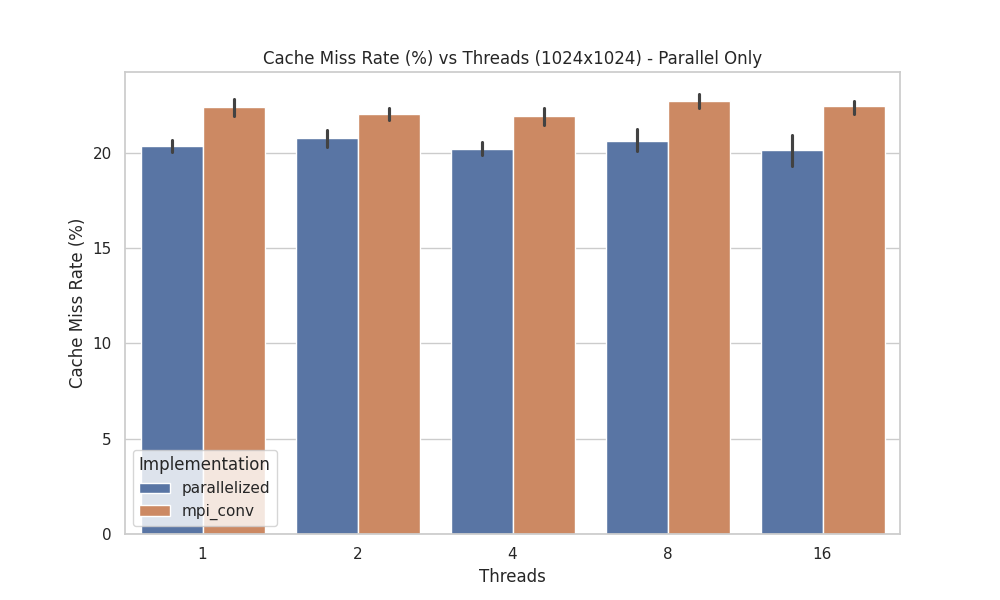 Cache Miss Rate (%) vs Threads (1024x1024) - Parallel Only
Cache Miss Rate (%)
20
15
10
5
0
Implementation
parallelized
mpi_conv
1 2 4 8 16
Threads